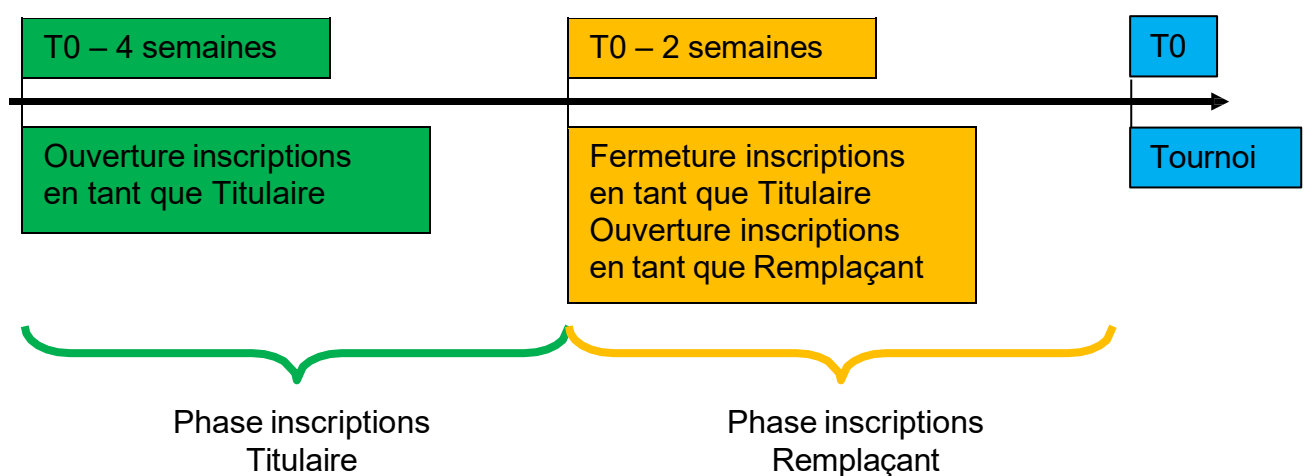 T0 – 4 semaines
T0 – 2 semaines
T0
Ouverture inscriptions
en tant que Titulaire
Fermeture inscriptions
en tant que Titulaire
Ouverture inscriptions
en tant que Remplaçant
Tournoi
Phase inscriptions
Titulaire
Phase inscriptions
Remplaçant